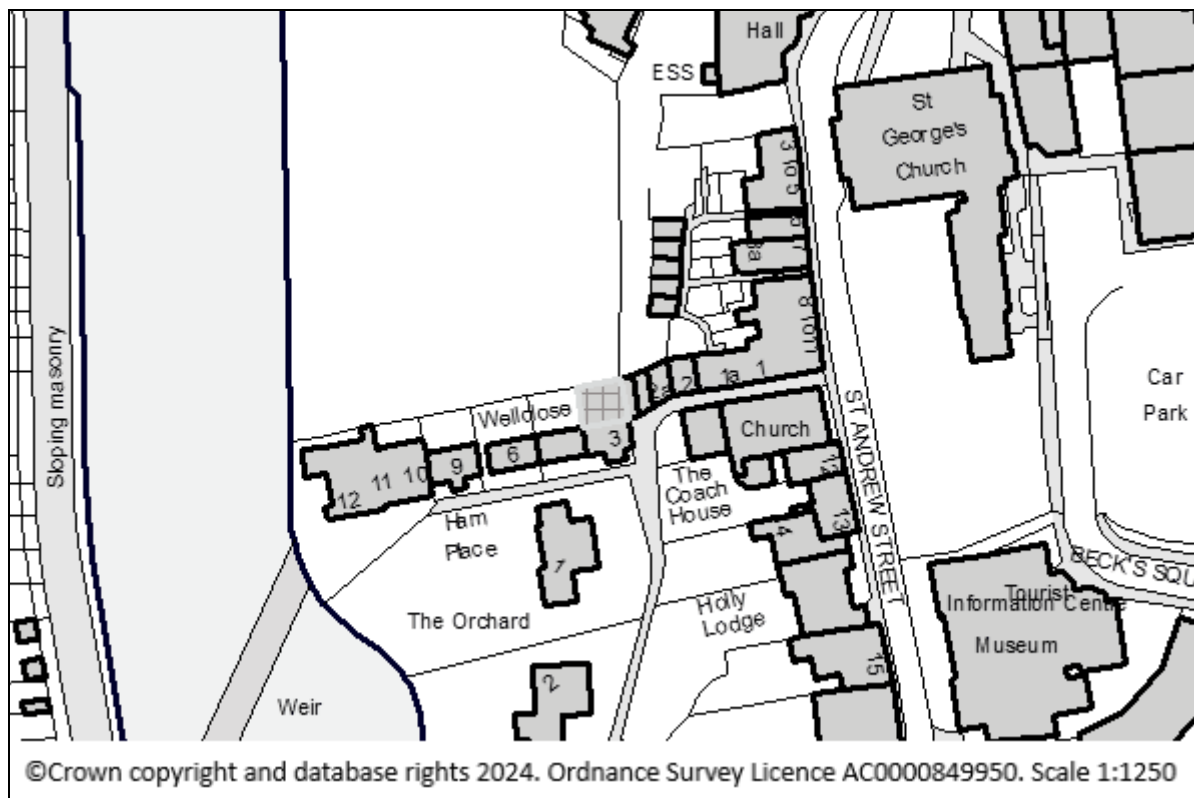 Hall
ESS
St
George's
Church
3 to 5
8a
8 to 11
Sloping masonry
Car
Park
1a 1
2
Wellclose
3
Church
ST ANDREW STREET
6
9
10
11
12
12
The
Coach
House
13
14
Ham
Place
1
BECK'S SQU
Tourist
Information Centre
Museum
The Orchard
Holly
Lodge
15
2
Weir
©Crown copyright and database rights 2024. Ordnance Survey Licence AC0000849950. Scale 1:1250